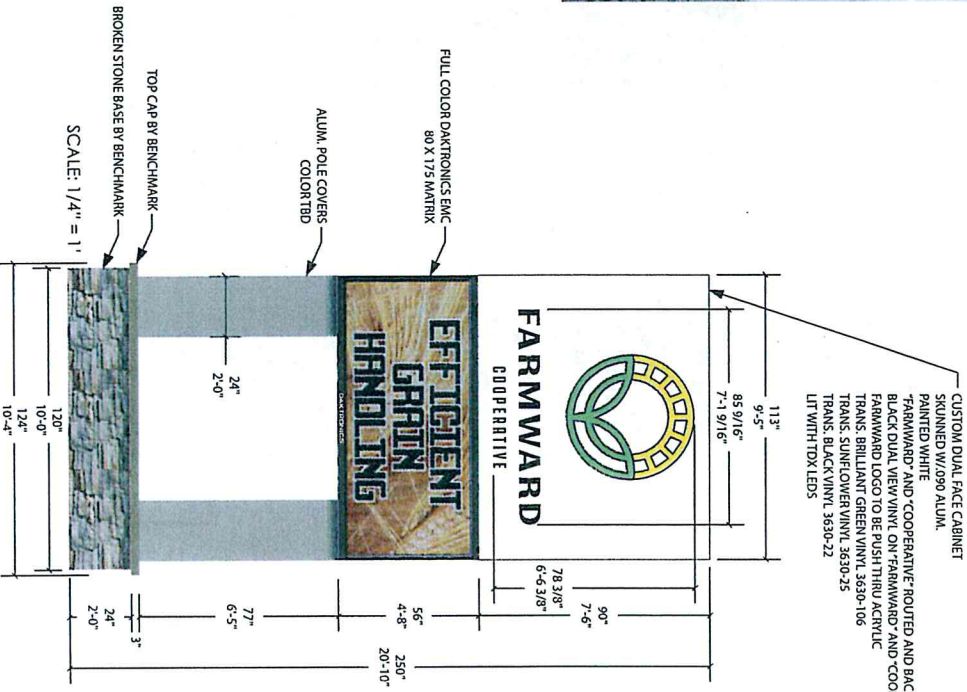 CUSTOM DUAL FACE CABINET
SKUNNED W/.090 ALUM.
PAINTED WHITE
"FARMWARD" AND "COOPERATIVE" ROUTED AND BAC
BLACK DUAL VIEW VINYL ON "FARMWARD" AND "COO
FARMWARD LOGO TO BE PUSH THRU ACRYLIC
TRANS. BRILLIANT GREEN VINYL 3630-106
TRANS. SUNFLOWER VINYL 3630-25
TRANS. BLACK VINYL 3630-22
LIT WITH TDX LEDS
113"
9'-5"
85 9/16"
7'-1 9/16"
FARMWARD
COOPERATIVE
78 3/8"
6'-6 3/8"
90"
7'-6"
FULL COLOR DAKTRONICS EMC
80 X 175 MATRIX
EFFICIENT
GRAIN
HANDLING
DAKTRONICS
56"
4'-8"
ALUM. POLE COVERS
COLOR TBD
24"
2'-0"
77"
6'-5"
250"
20'-10"
TOP CAP BY BENCHMARK
3"
BROKEN STONE BASE BY BENCHMARK
24"
2'-0"
120"
10'-0"
124"
10'-4"
SCALE: 1/4" = 1'